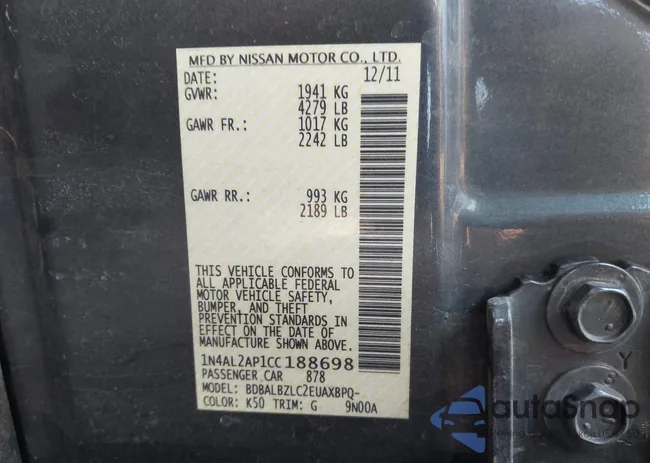 MFD BY NISSAN MOTOR CO., LTD.
DATE: 12/11
GVWR: 1941 KG
4279 LB
GAWR FR.: 1017 KG
2242 LB
GAWR RR.: 993 KG
2189 LB
THIS VEHICLE CONFORMS TO
ALL APPLICABLE FEDERAL
MOTOR VEHICLE SAFETY,
BUMPER, AND THEFT
PREVENTION STANDARDS IN
EFFECT ON THE DATE OF
MANUFACTURE SHOWN ABOVE.
1N4AL2AP1CC188698
PASSENGER CAR 878
MODEL: BDBALBZLC2EUAXBPQ-
COLOR: K50 TRIM: G 9N00A
Y
autaSnap